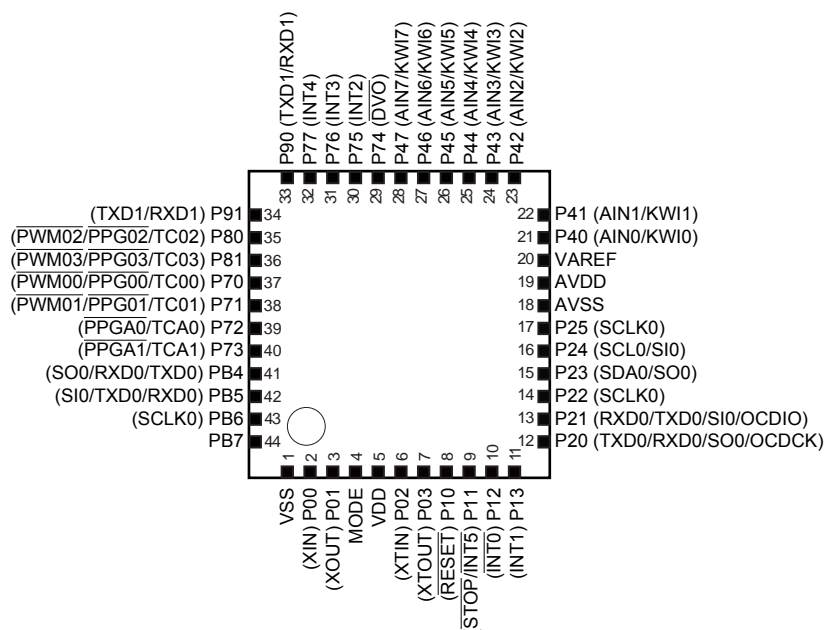 P90 (TXD1/RXD1)
P77 (INT4)
P76 (INT3)
P75 (INT2)
P74 (DVO)
P47 (AIN7/KWI7)
P46 (AIN6/KWI6)
P45 (AIN5/KWI5)
P44 (AIN4/KWI4)
P43 (AIN3/KWI3)
P42 (AIN2/KWI2)
33
32
31
30
29
28
27
26
25
24
23
(TXD1/RXD1) P91 34
(PWM02/PPG02/TC02) P80 35
(PWM03/PPG03/TC03) P81 36
(PWM00/PPG00/TC00) P70 37
(PWM01/PPG01/TC01) P71 38
(PPGA0/TCA0) P72 39
(PPGA1/TCA1) P73 40
(SO0/RXD0/TXD0) PB4 41
(SI0/TXD0/RXD0) PB5 42
(SCLK0) PB6 43
PB7 44
22 P41 (AIN1/KWI1)
21 P40 (AIN0/KWI0)
20 VAREF
19 AVDD
18 AVSS
17 P25 (SCLK0)
16 P24 (SCL0/SI0)
15 P23 (SDA0/SO0)
14 P22 (SCLK0)
13 P21 (RXD0/TXD0/SI0/OCDIO)
12 P20 (TXD0/RXD0/SO0/OCDCK)
1
2
3
4
5
6
7
8
9
10
11
VSS
(XIN) P00
(XOUT) P01
MODE
VDD
(XTIN) P02
(XTOUT) P03
(RESET) P10
(STOP/INT5) P11
(INT0) P12
(INT1) P13